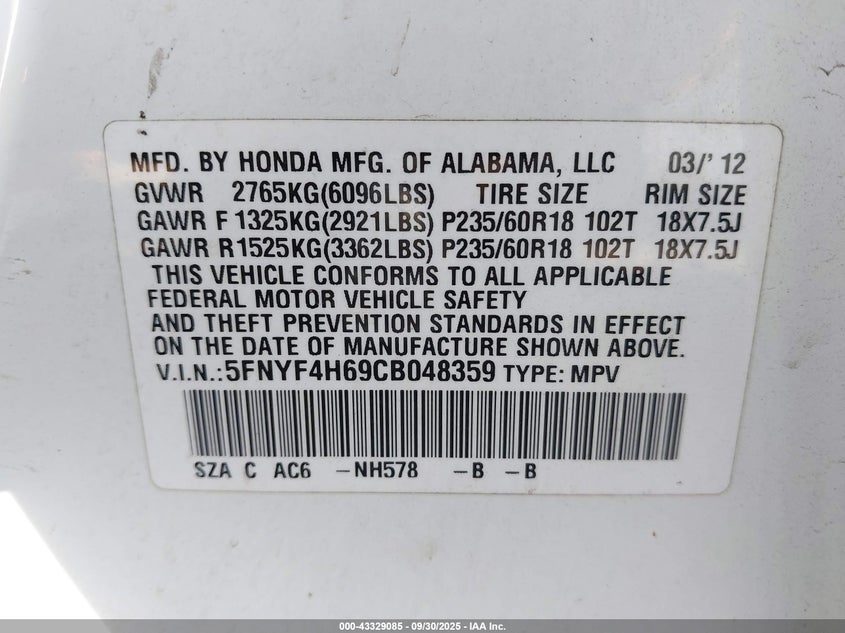 MFD. BY HONDA MFG. OF ALABAMA, LLC 03/' 12
GVWR 2765KG(6096LBS) TIRE SIZE RIM SIZE
GAWR F 1325KG(2921LBS) P235/60R18 102T 18X7.5J
GAWR R1525KG(3362LBS) P235/60R18 102T 18X7.5J
THIS VEHICLE CONFORMS TO ALL APPLICABLE
FEDERAL MOTOR VEHICLE SAFETY
AND THEFT PREVENTION STANDARDS IN EFFECT
ON THE DATE OF MANUFACTURE SHOWN ABOVE.
V.I.N.:5FNYF4H69CB048359 TYPE: MPV
SZA C AC6 -NH578 -B -B
000-43329085 - 09/30/2025 - IAA Inc.